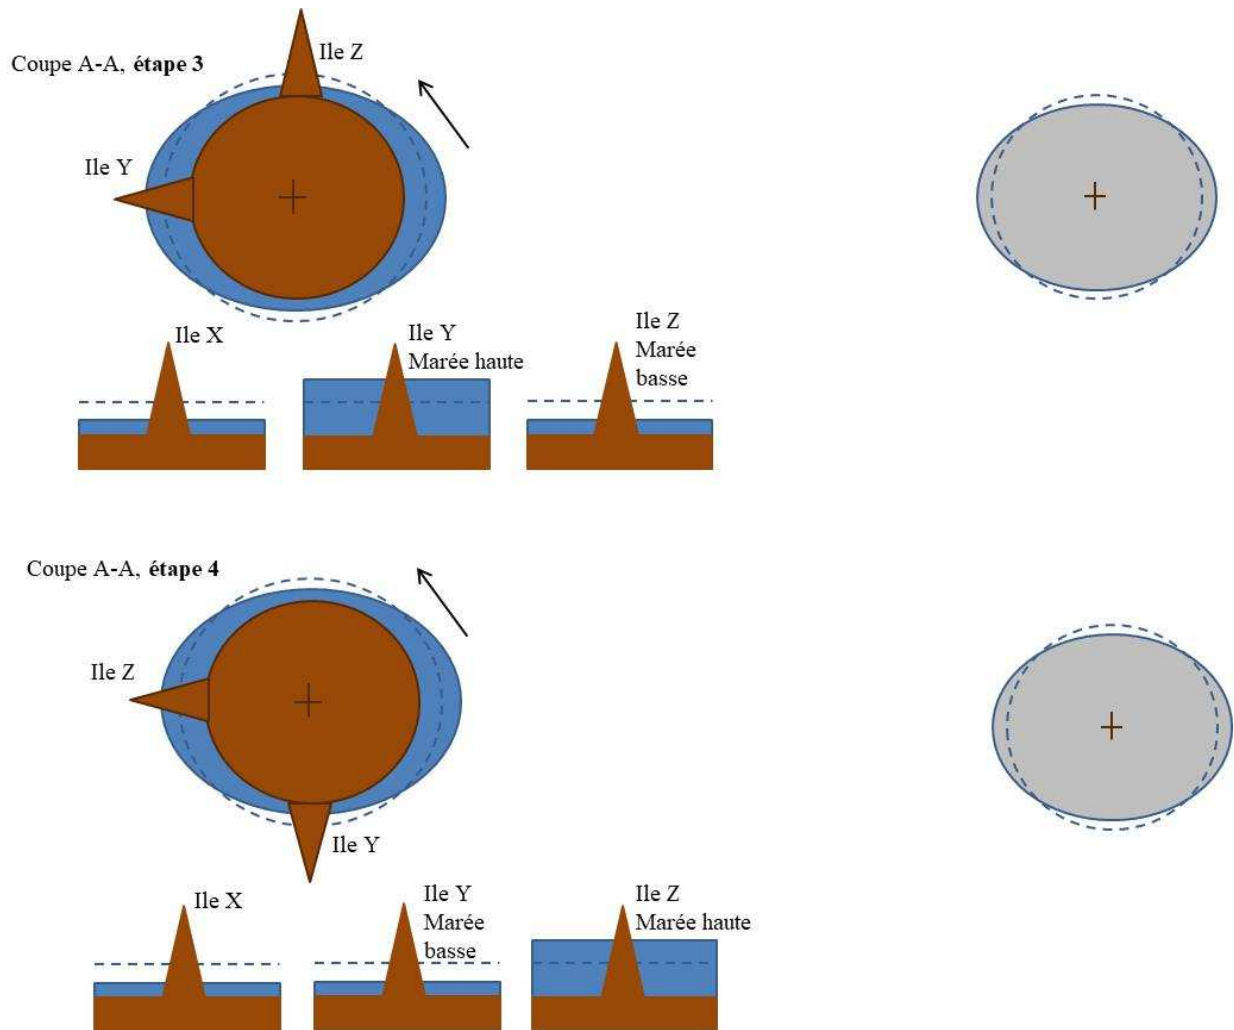 Ile Z
Coupe A-A, étape 3
Ile Y
Ile X
Ile Y
Marée haute
Ile Z
Marée
basse
Coupe A-A, étape 4
Ile Z
Ile Y
Ile X
Ile Y
Marée
basse
Ile Z
Marée haute